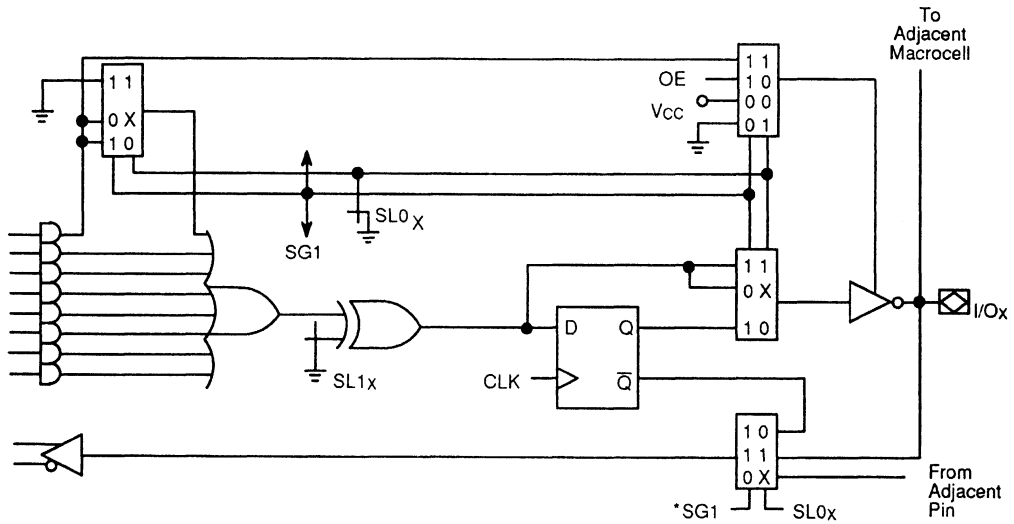 To
Adjacent
Macrocell
1 1
0 X
1 0
OE
VCC
1 1
1 0
0 0
0 1
SL0X
SG1
1 1
0 X
1 0
D Q
CLK Q̅
SL1X
I/OX
1 0
1 1
0 X
*SG1 SL0X
From
Adjacent
Pin